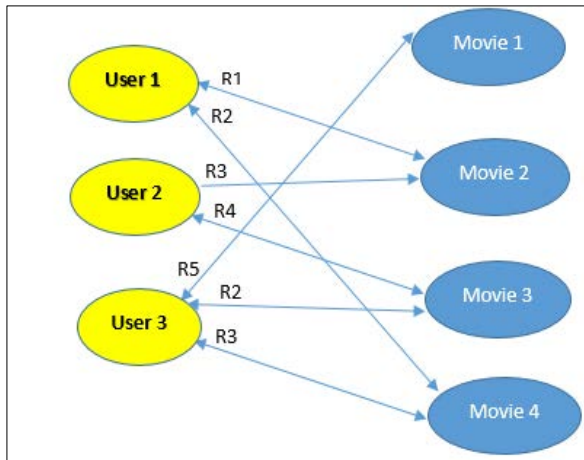 Movie 1
User 1
R1
R2
Movie 2
R3
User 2
R4
R5
R2
Movie 3
User 3
R3
Movie 4